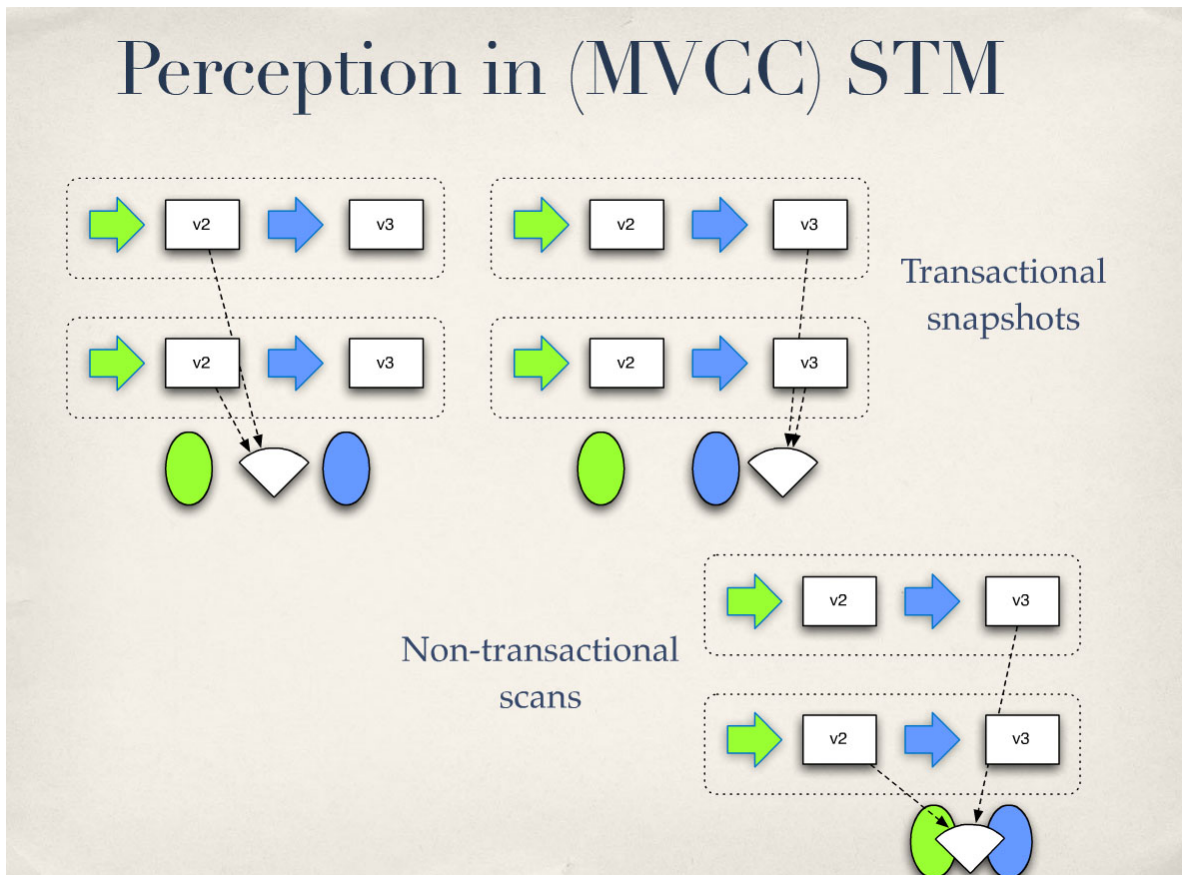 Perception in (MVCC) STM
v2
v3
v2
v3
v2
v3
v2
v3
Transactional
snapshots
Non-transactional
scans
v2
v3
v2
v3